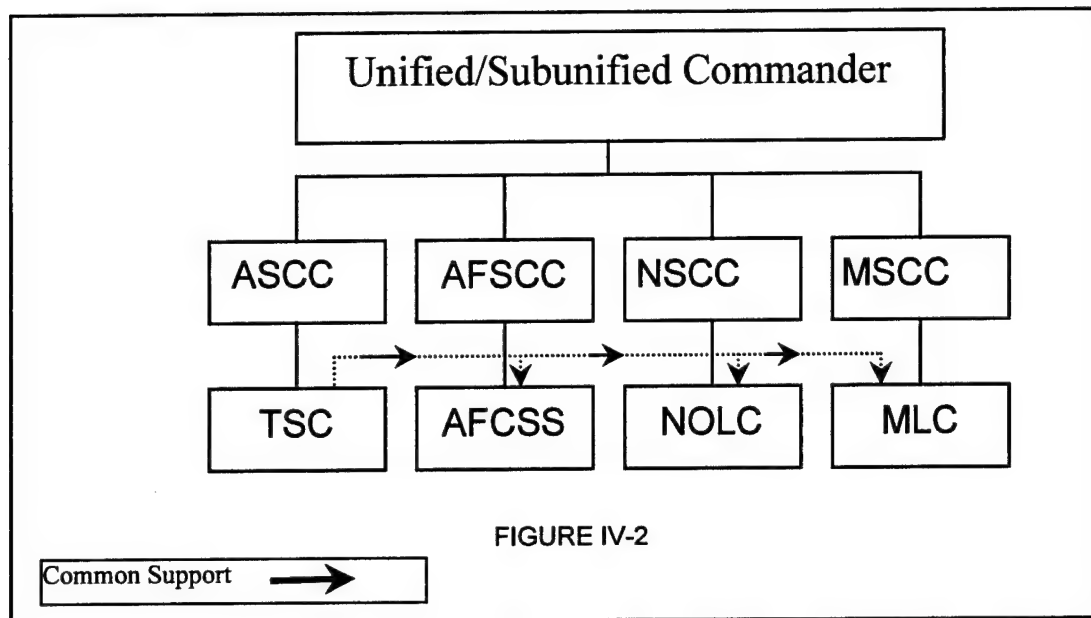 Unified/Subunified Commander
ASCC AFSCC NSCC MSCC
TSC AFCSS NOLC MLC
FIGURE IV-2
Common Support